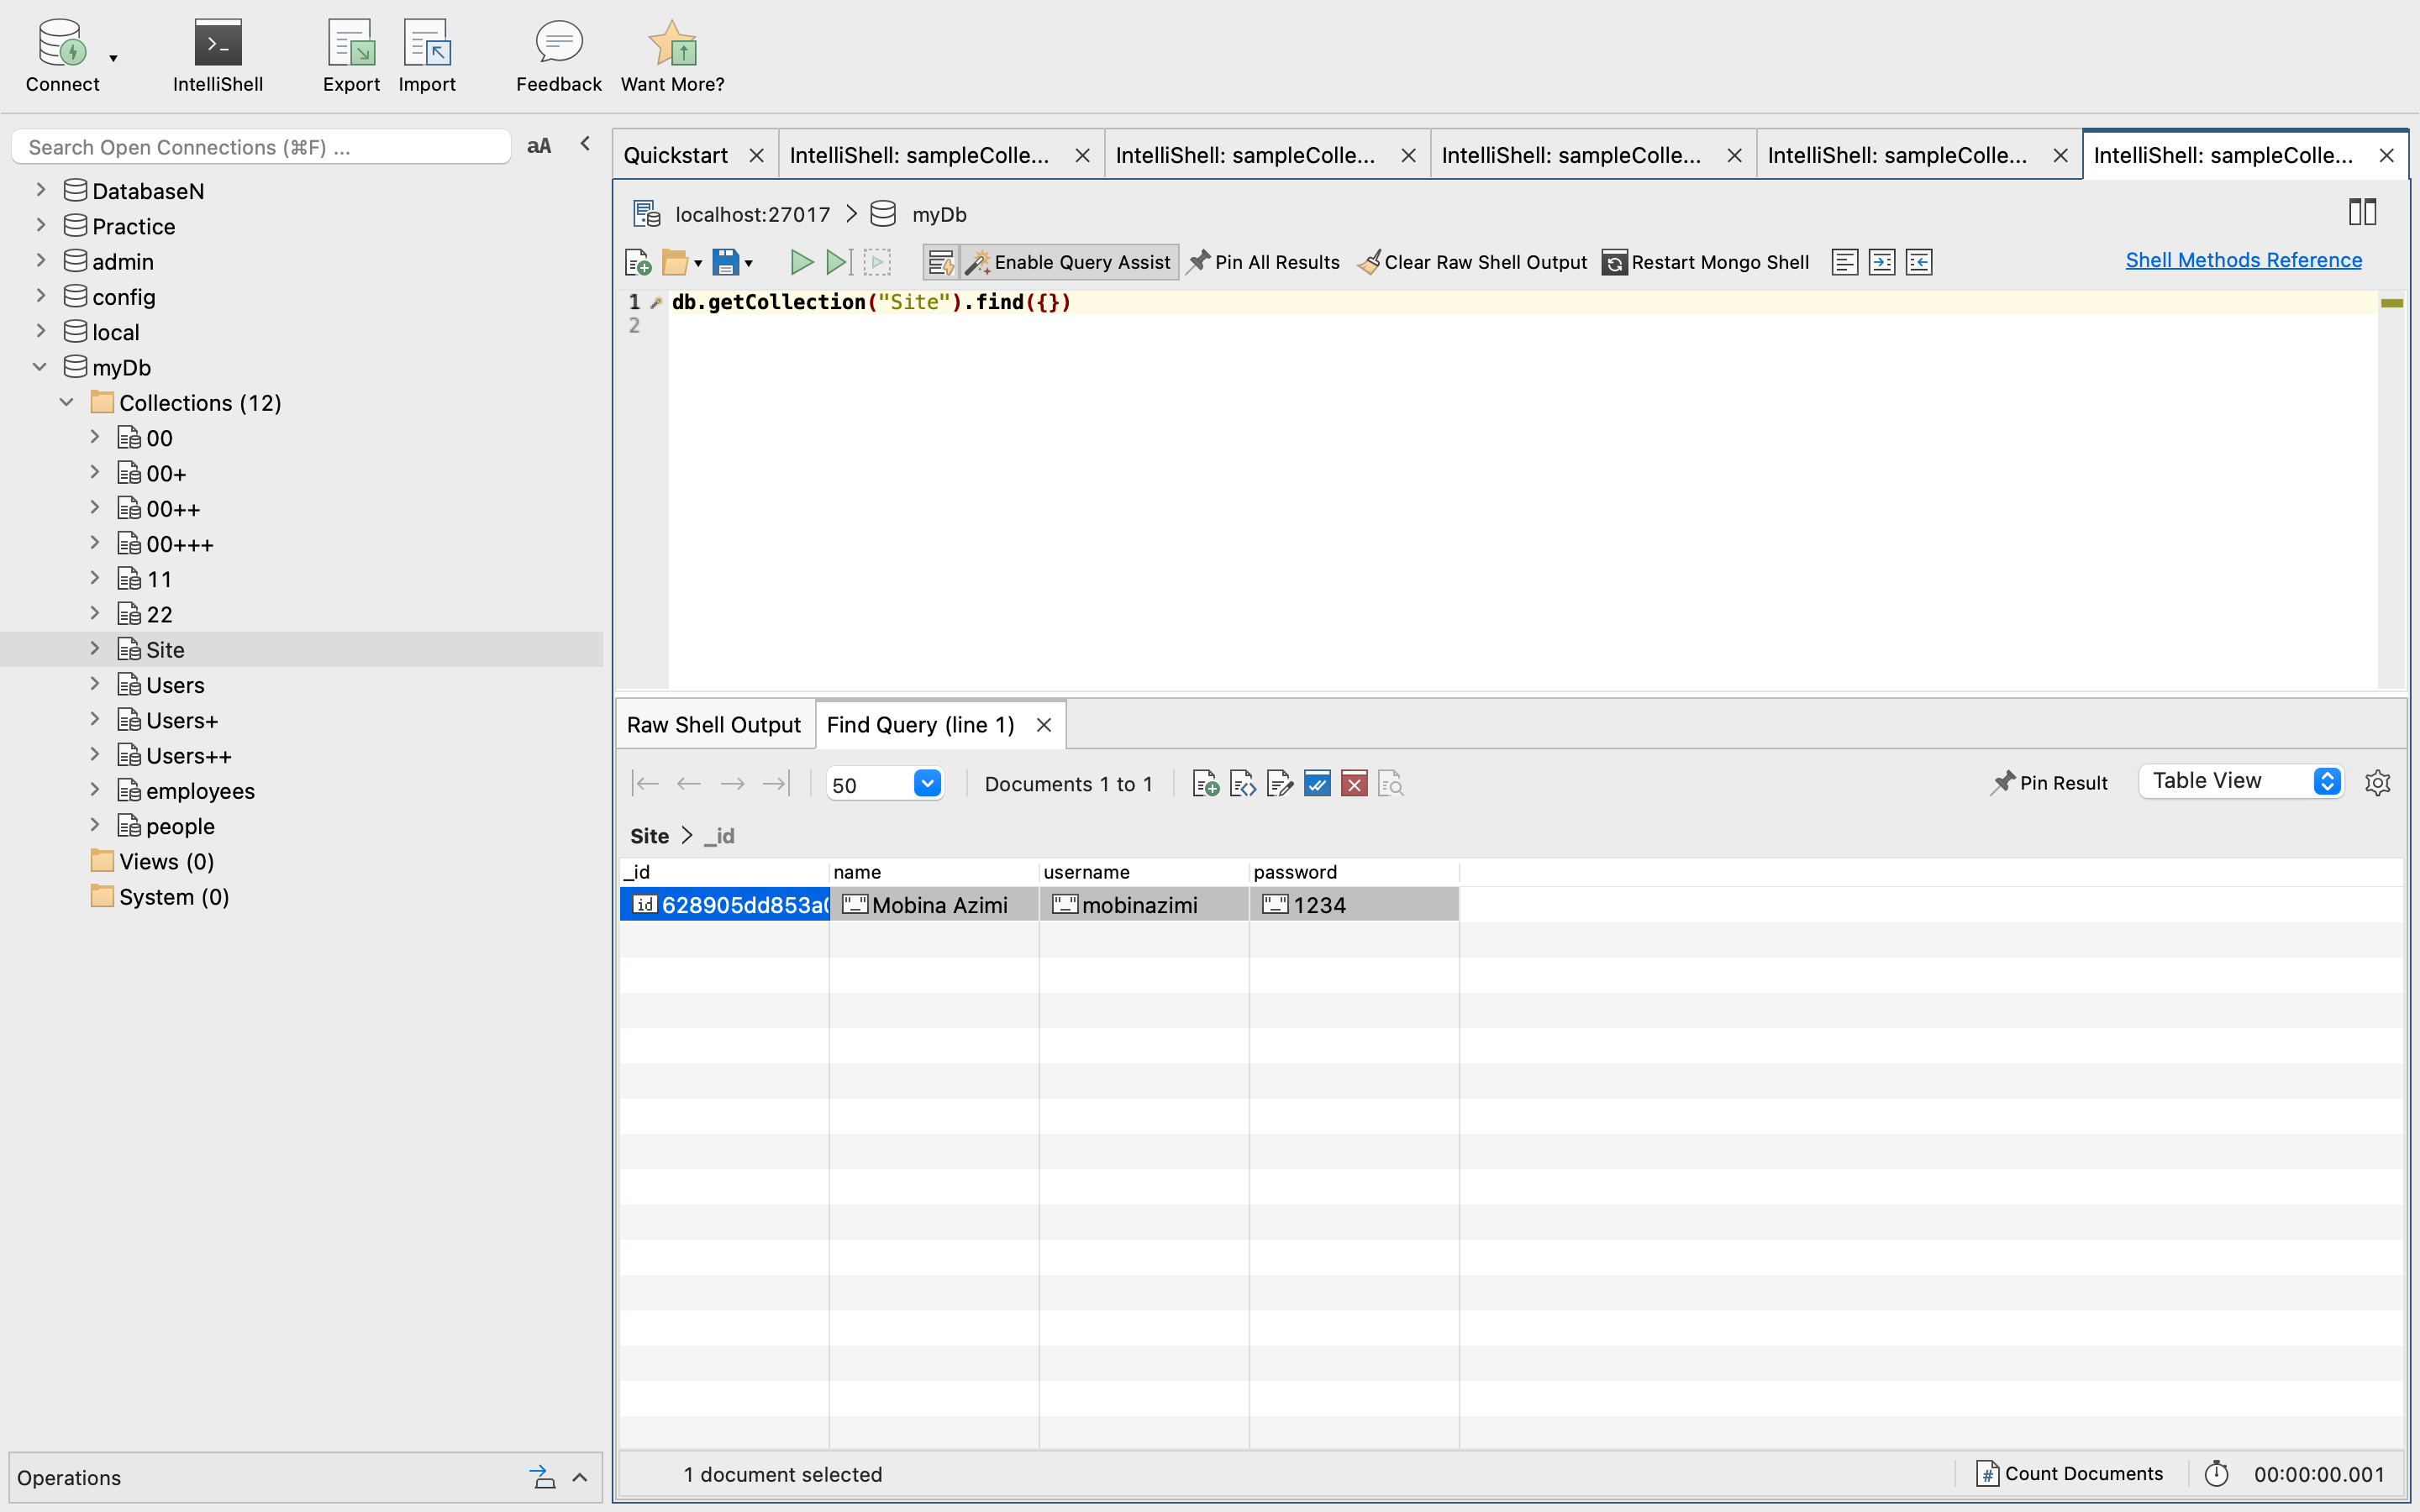 Connect
IntelliShell
Export
Import
Feedback
Want More?
Search Open Connections (⌘F) ...
aA
DatabaseN
Practice
admin
config
local
myDb
Collections (12)
00
00+
00++
00+++
11
22
Site
Users
Users+
Users++
employees
people
Views (0)
System (0)
Operations
Quickstart
IntelliShell: sampleColle...
IntelliShell: sampleColle...
IntelliShell: sampleColle...
IntelliShell: sampleColle...
IntelliShell: sampleColle...
localhost:27017 > myDb
Enable Query Assist
Pin All Results
Clear Raw Shell Output
Restart Mongo Shell
Shell Methods Reference
1 db.getCollection("Site").find({})
2
Raw Shell Output
Find Query (line 1)
50
Documents 1 to 1
Pin Result
Table View
Site > _id
_id name username password
id 628905dd853a "_" Mobina Azimi "_" mobinazimi "_" 1234
1 document selected
# Count Documents
00:00:00.001